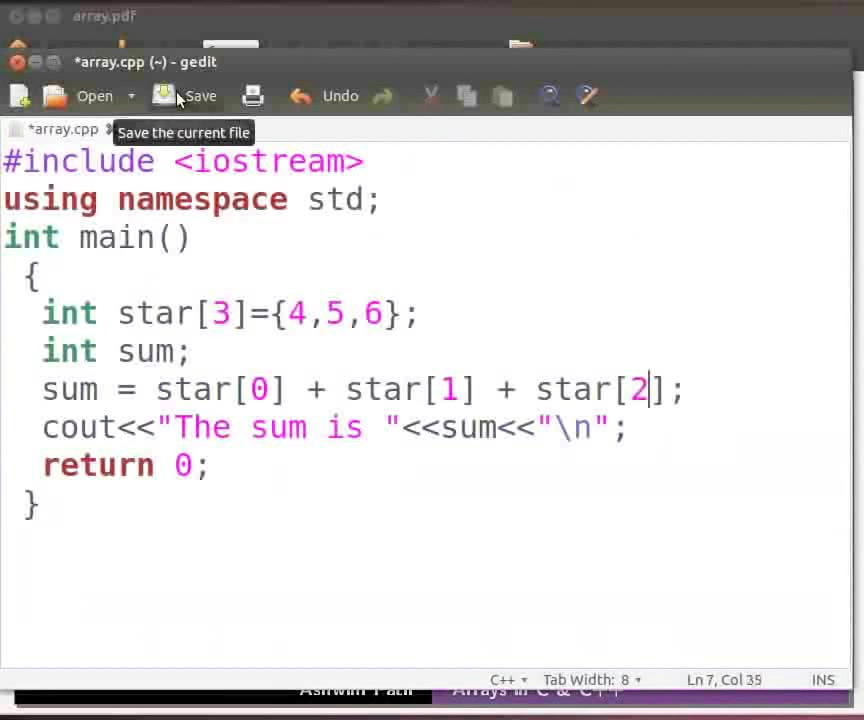 array.pdf
*array.cpp (~) - gedit
Open Save Undo
*array.cpp
Save the current file
#include <iostream>
using namespace std;
int main()
{
int star[3]={4,5,6};
int sum;
sum = star[0] + star[1] + star[2];
cout<<"The sum is "<<sum<<"\n";
return 0;
}
C++ Tab Width: 8 Ln 7, Col 35 INS
Arrays in C & C++